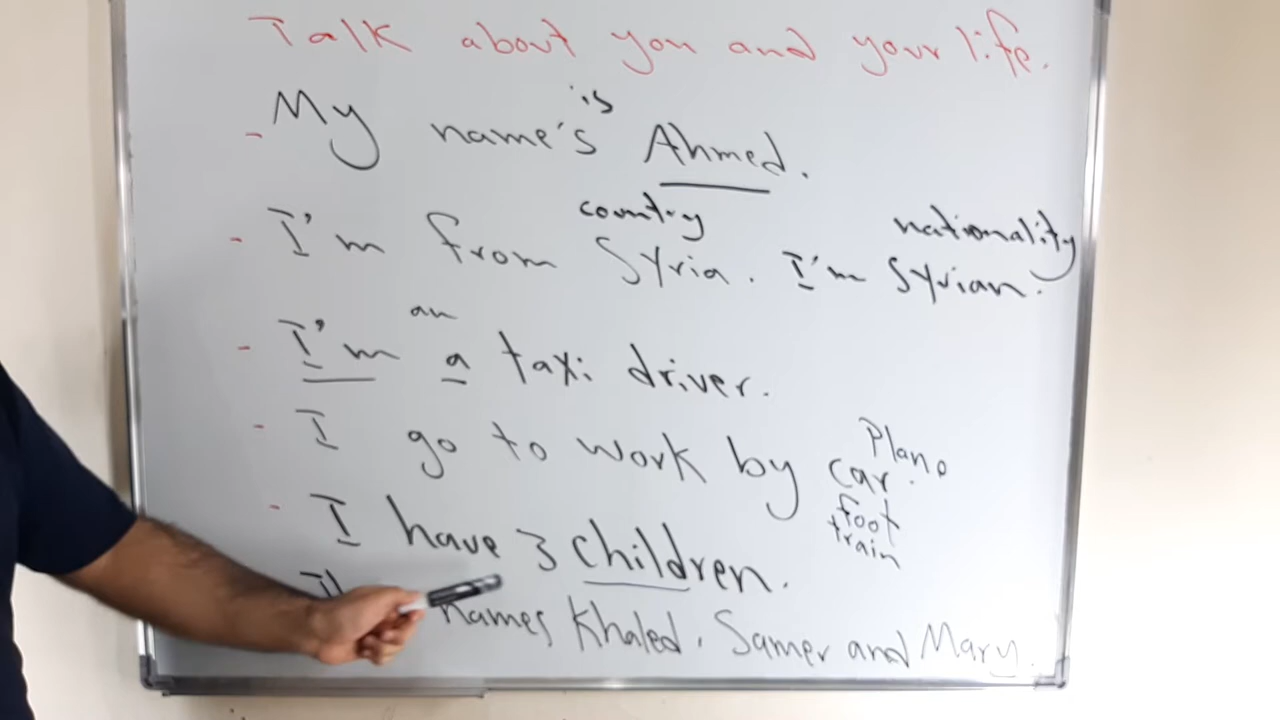 Talk about you and your life.
is
- My name's Ahmed.
country nationality
- I'm from Syria. I'm Syrian.
an
- I'm a taxi driver.
Plane
- I go to work by car.
foot
train
- I have 3 children.
names Khaled, Samer and Mary.